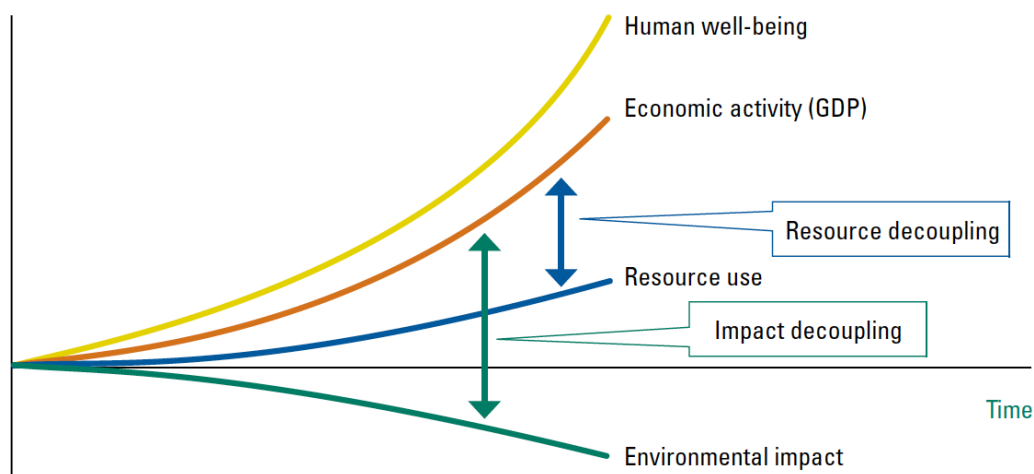 Human well-being
Economic activity (GDP)
Resource decoupling
Resource use
Impact decoupling
Time
Environmental impact